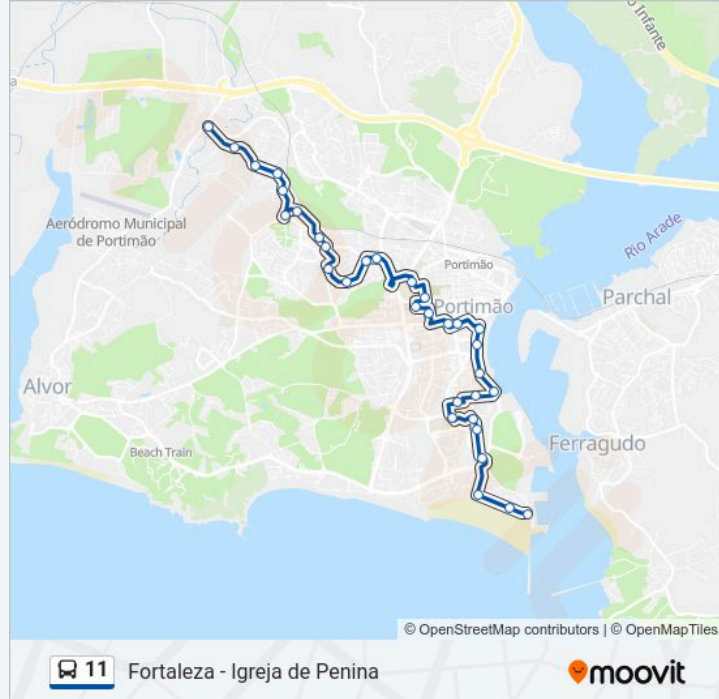 o Infante
a
Aeródromo Municipal
de Portimão
Rio Arade
Portimão
Parchal
Portimão
Alvor
Beach Train
Ferragudo
© OpenStreetMap contributors | © OpenMapTiles
11 Fortaleza - Igreja de Penina
moovit